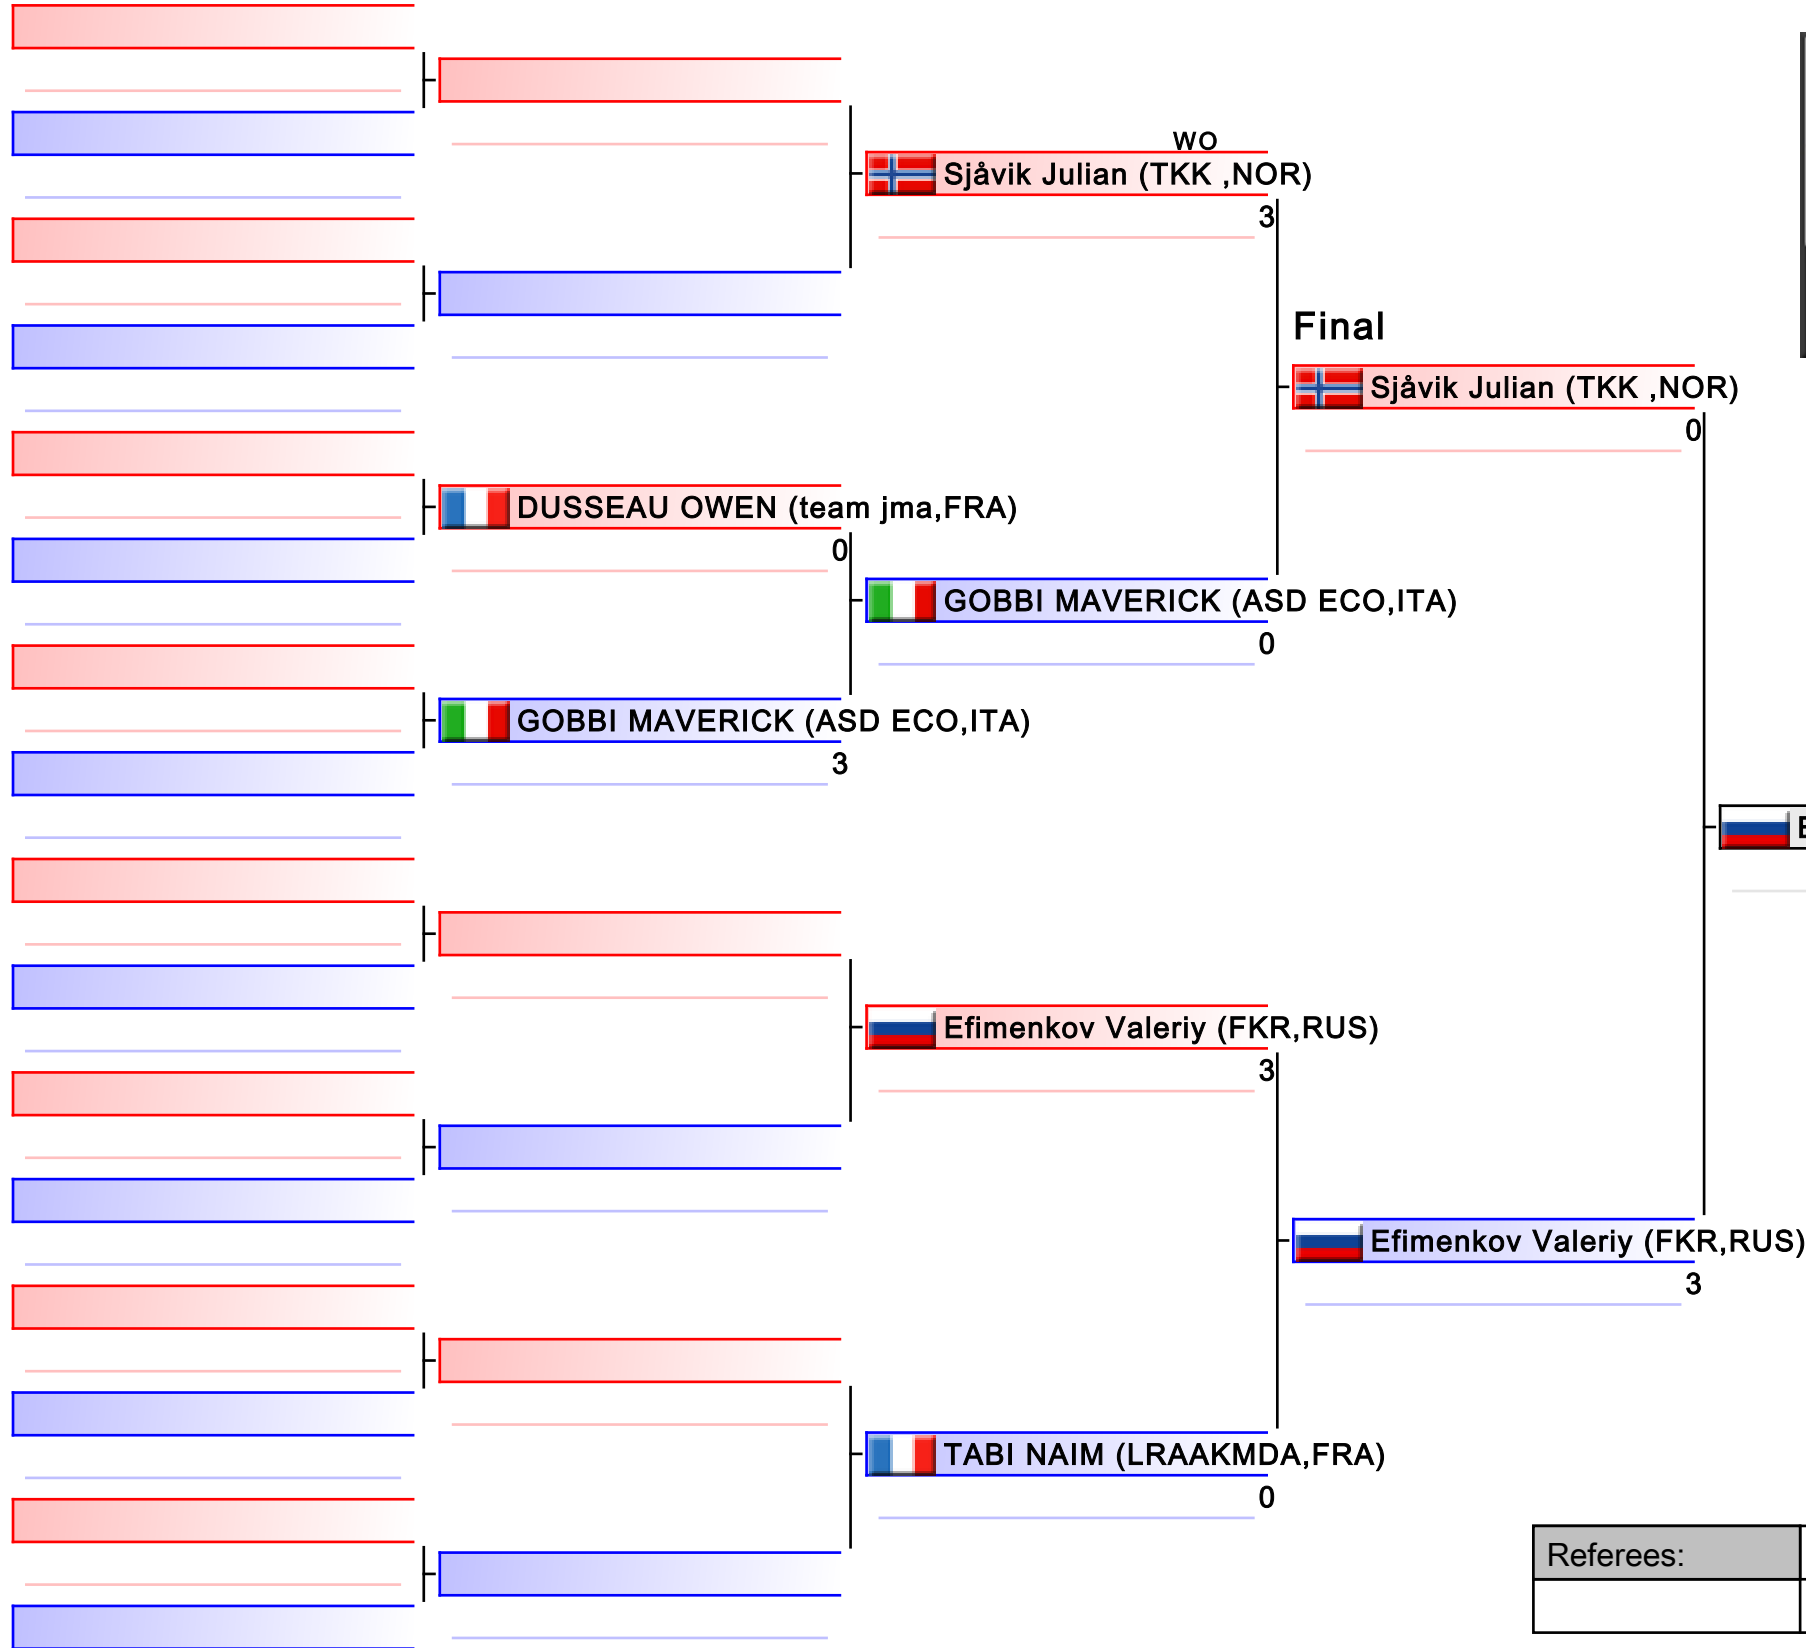 WO
Sjåvik Julian (TKK ,NOR)
3
Final
Sjåvik Julian (TKK ,NOR)
0
DUSSEAU OWEN (team jma,FRA)
0
GOBBI MAVERICK (ASD ECO,ITA)
0
GOBBI MAVERICK (ASD ECO,ITA)
3
Efimenkov Valeriy (FKR,RUS)
3
Efimenkov Valeriy (FKR,RUS)
3
TABI NAIM (LRAAKMDA,FRA)
0
Referees: